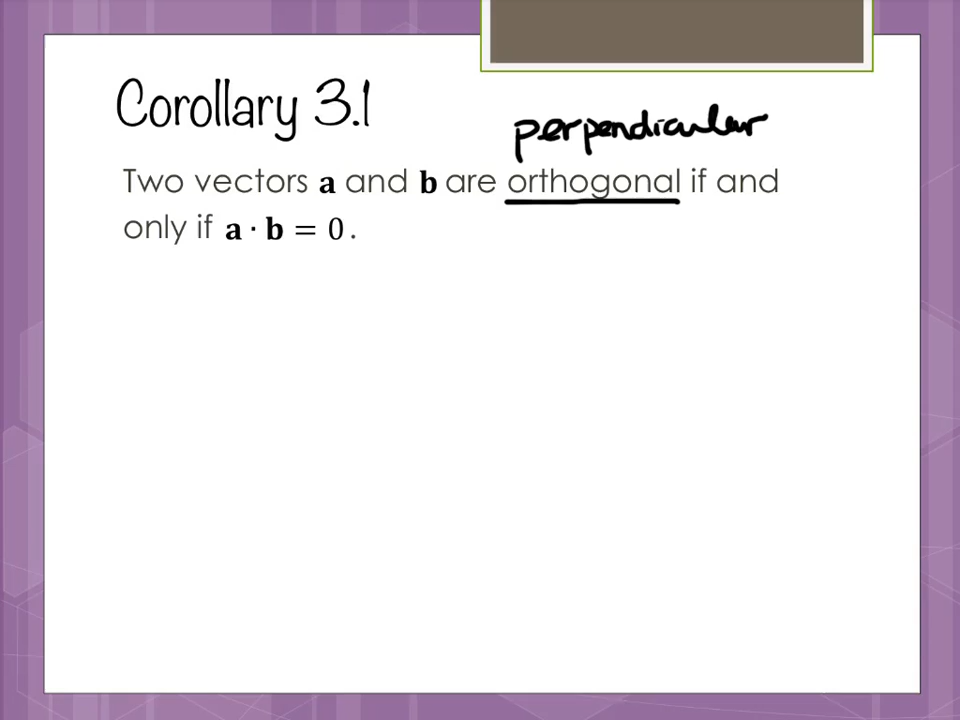 Corollary 3.1
perpendicular
Two vectors a and b are orthogonal if and
only if a · b = 0 .